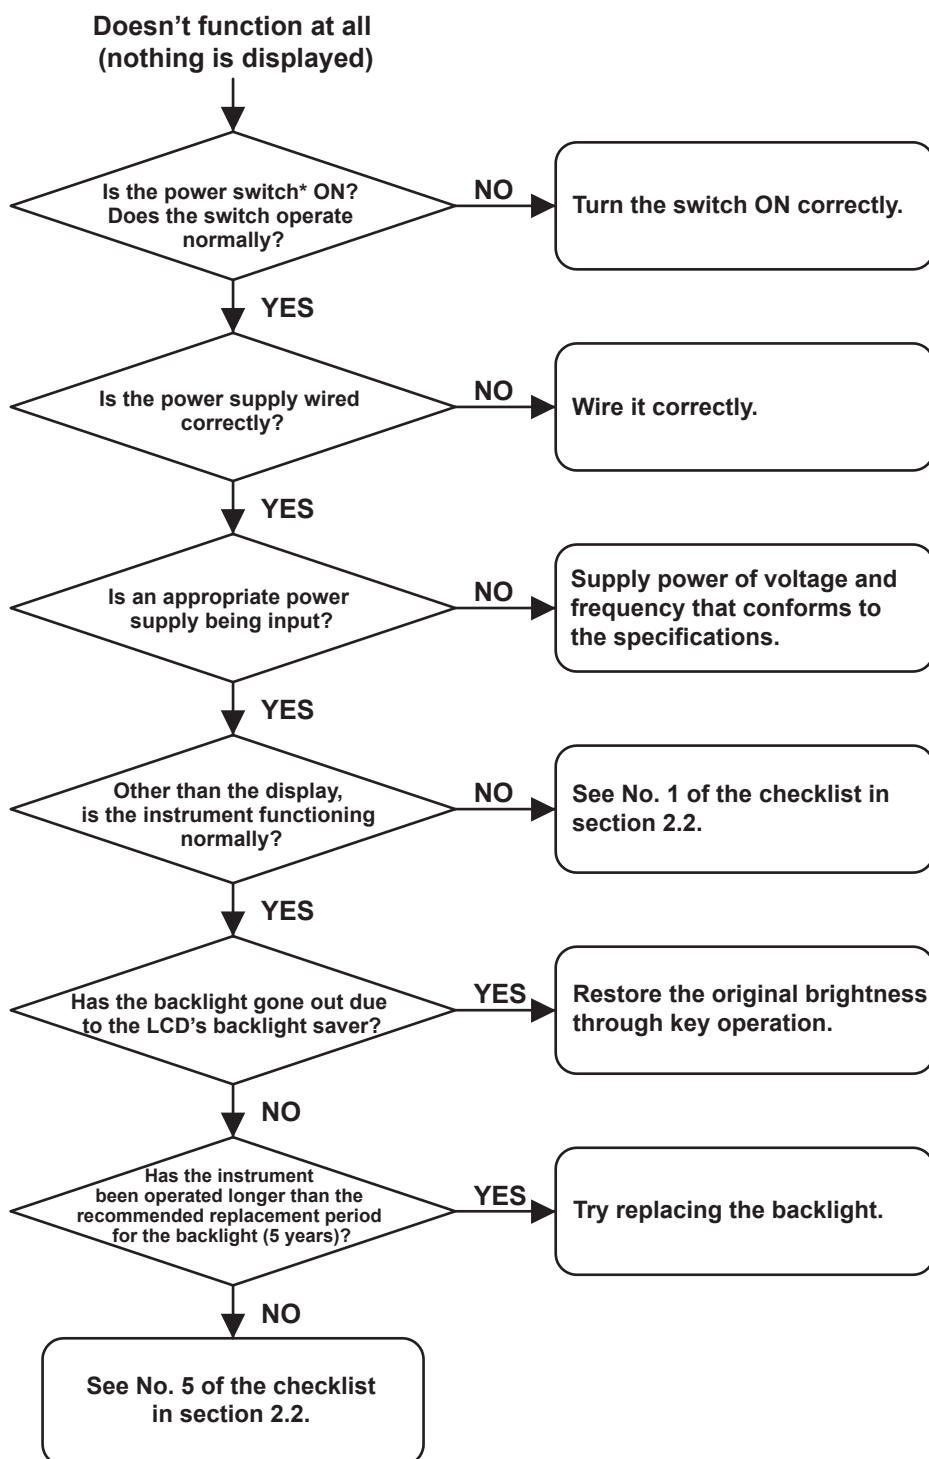 Doesn't function at all
(nothing is displayed)
Is the power switch* ON?
Does the switch operate
normally?
NO
Turn the switch ON correctly.
YES
Is the power supply wired
correctly?
NO
Wire it correctly.
YES
Is an appropriate power
supply being input?
NO
Supply power of voltage and
frequency that conforms to
the specifications.
YES
Other than the display,
is the instrument functioning
normally?
NO
See No. 1 of the checklist in
section 2.2.
YES
Has the backlight gone out due
to the LCD's backlight saver?
YES
Restore the original brightness
through key operation.
NO
Has the instrument
been operated longer than the
recommended replacement period
for the backlight (5 years)?
YES
Try replacing the backlight.
NO
See No. 5 of the checklist
in section 2.2.